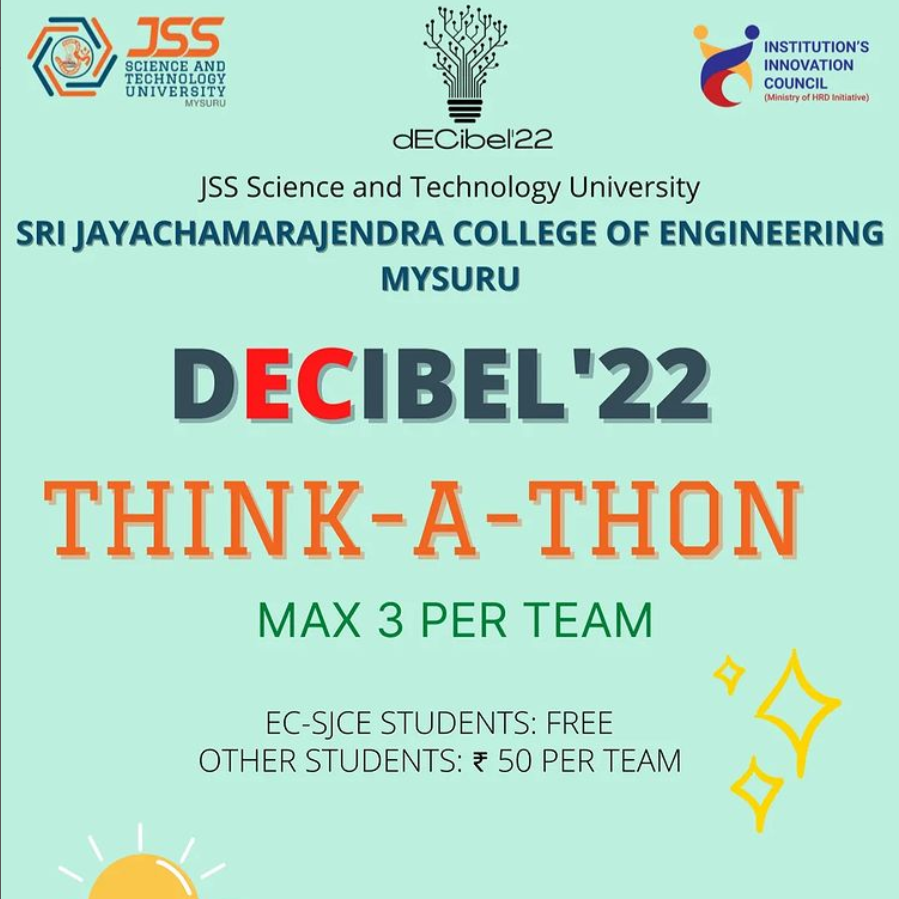 JSS
SCIENCE AND
TECHNOLOGY
UNIVERSITY
MYSURU
dECibel'22
INSTITUTION'S
INNOVATION
COUNCIL
(Ministry of HRD Initiative)
JSS Science and Technology University
SRI JAYACHAMARAJENDRA COLLEGE OF ENGINEERING
MYSURU
DECIBEL'22
THINK-A-THON
MAX 3 PER TEAM
EC-SJCE STUDENTS: FREE
OTHER STUDENTS: ₹ 50 PER TEAM